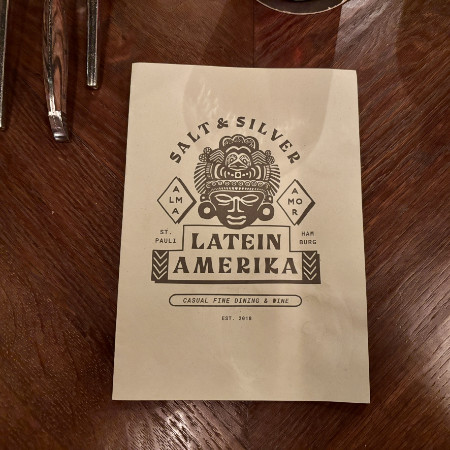 SALT & SILVER
ALMA
AMOR
ST. PAULI
HAM BURG
LATEIN
AMERIKA
CASUAL FINE DINING & WINE
EST. 2018